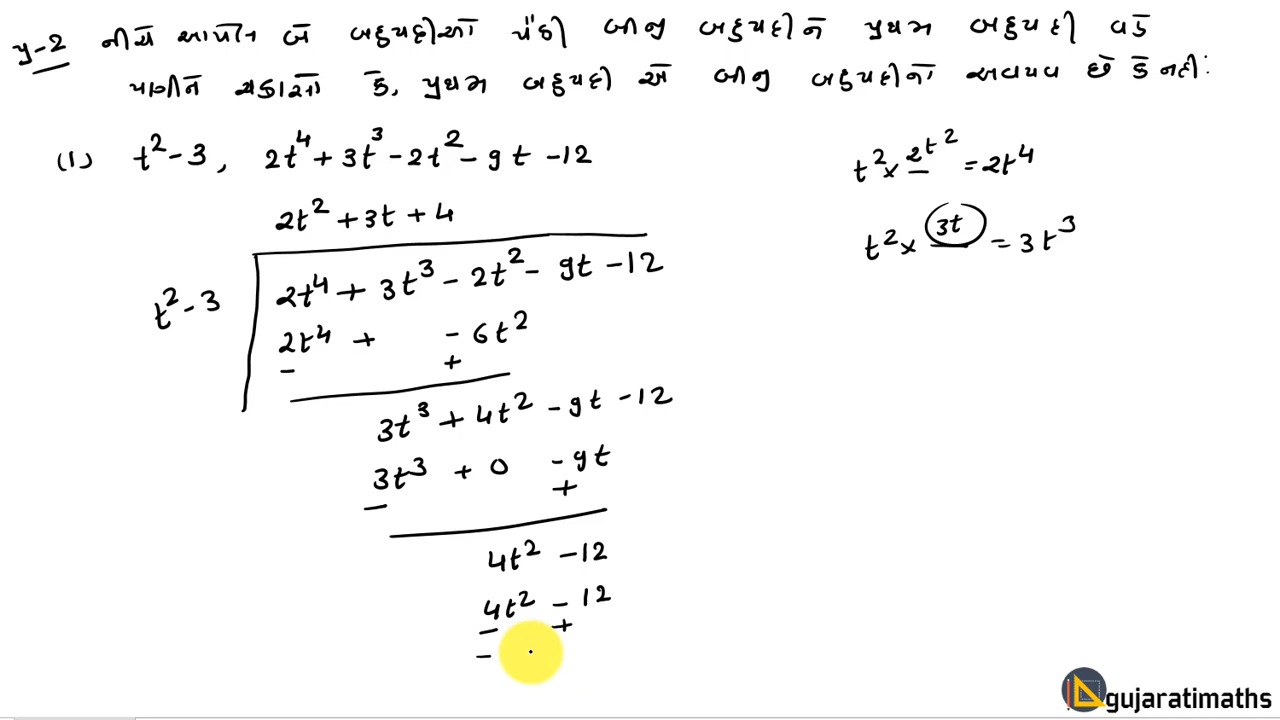 પ્ર-2 નીચે આપેલ બે બહુપદીઓ પૈકી બીજી બહુપદીને પ્રથમ બહુપદી વડે
ભાગીને ચકાસો કે, પ્રથમ બહુપદી એ બીજી બહુપદીનો અવયવ છે કે નહી:
(1) t² - 3, 2t⁴ + 3t³ - 2t² - 9t - 12
t² × 2t² = 2t⁴
2t² + 3t + 4
t² × 3t = 3t³
t² - 3
2t⁴ + 3t³ - 2t² - 9t - 12
2t⁴ + - 6t²
- +
3t³ + 4t² - 9t - 12
3t³ + 0 - 9t
- +
4t² - 12
4t² - 12
- +
-
gujaratimaths